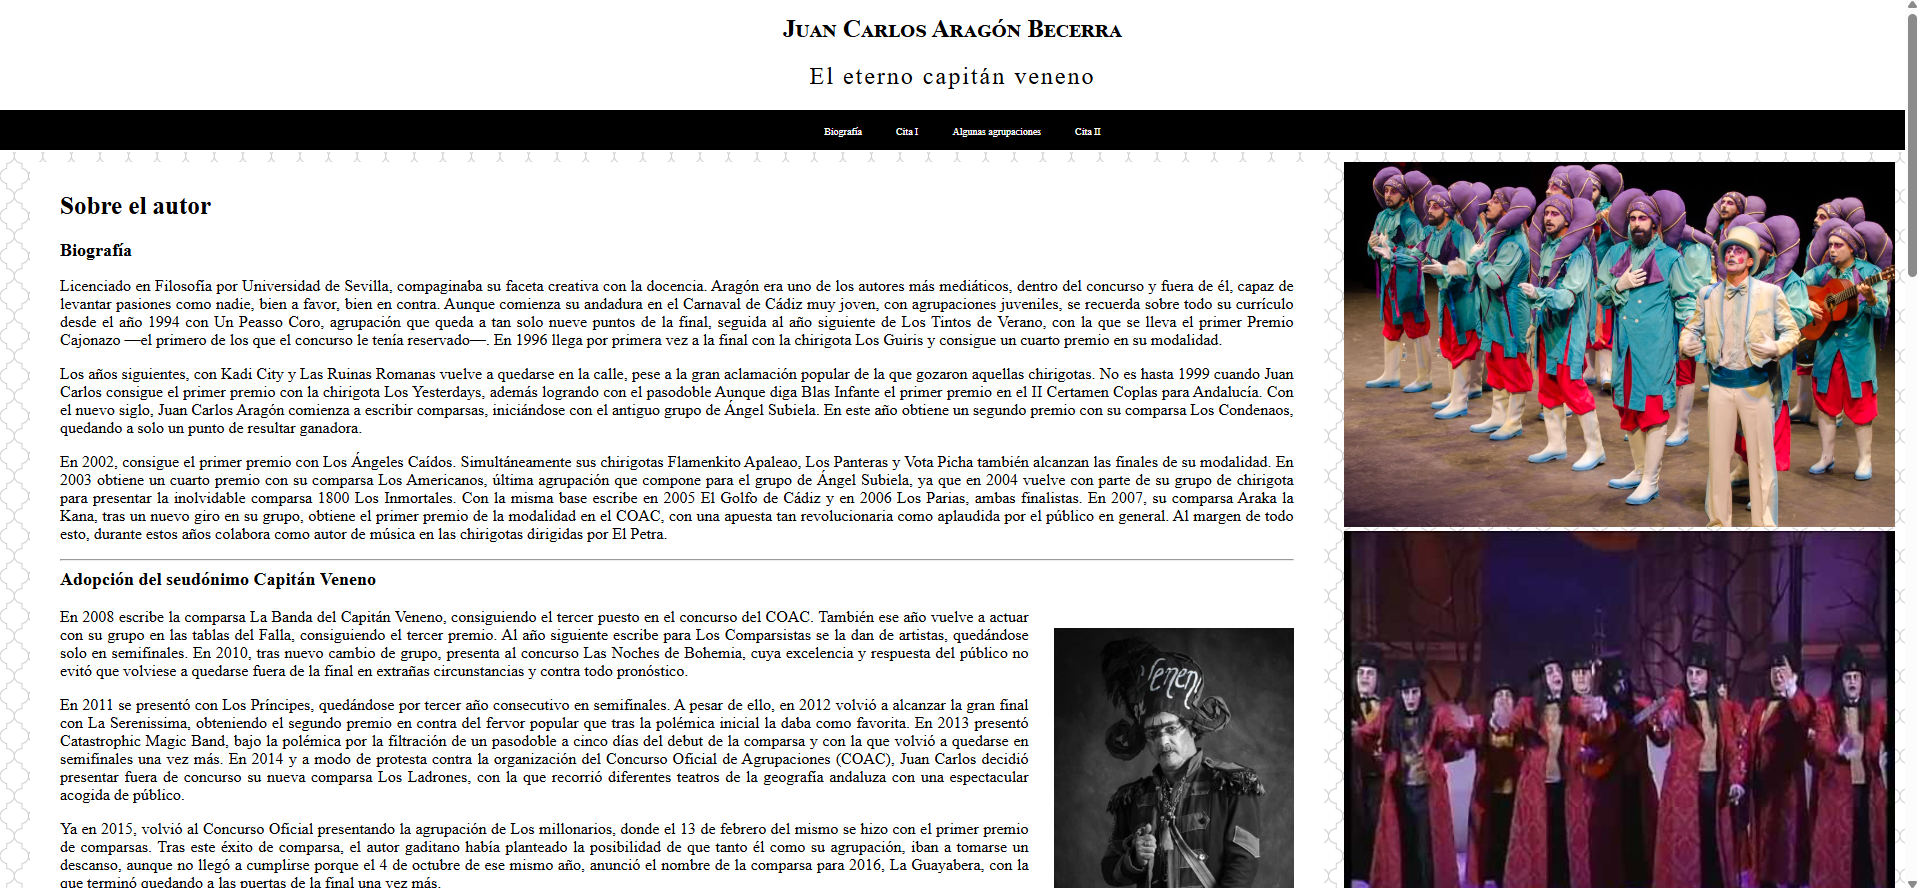 Juan Carlos Aragón Becerra
El eterno capitán veneno
Biografía Cita I Algunas agrupaciones Cita II
Sobre el autor
Biografía
Licenciado en Filosofía por Universidad de Sevilla, compaginaba su faceta creativa con la docencia. Aragón era uno de los autores más mediáticos, dentro del concurso y fuera de él, capaz de
levantar pasiones como nadie, bien a favor, bien en contra. Aunque comienza su andadura en el Carnaval de Cádiz muy joven, con agrupaciones juveniles, se recuerda sobre todo su currículo
desde el año 1994 con Un Peasso Coro, agrupación que queda a tan solo nueve puntos de la final, seguida al año siguiente de Los Tintos de Verano, con la que se lleva el primer Premio
Cajonazo —el primero de los que el concurso le tenía reservado—. En 1996 llega por primera vez a la final con la chirigota Los Guiris y consigue un cuarto premio en su modalidad.
Los años siguientes, con Kadi City y Las Ruinas Romanas vuelve a quedarse en la calle, pese a la gran aclamación popular de la que gozaron aquellas chirigotas. No es hasta 1999 cuando Juan
Carlos consigue el primer premio con la chirigota Los Yesterdays, además logrando con el pasodoble Aunque diga Blas Infante el primer premio en el II Certamen Coplas para Andalucía. Con
el nuevo siglo, Juan Carlos Aragón comienza a escribir comparsas, iniciándose con el antiguo grupo de Ángel Subiela. En este año obtiene un segundo premio con su comparsa Los Condenaos,
quedando a solo un punto de resultar ganadora.
En 2002, consigue el primer premio con Los Ángeles Caídos. Simultáneamente sus chirigotas Flamenkito Apaleao, Los Panteras y Vota Picha también alcanzan las finales de su modalidad. En
2003 obtiene un cuarto premio con su comparsa Los Americanos, última agrupación que compone para el grupo de Ángel Subiela, ya que en 2004 vuelve con parte de su grupo de chirigota
para presentar la inolvidable comparsa 1800 Los Inmortales. Con la misma base escribe en 2005 El Golfo de Cádiz y en 2006 Los Parias, ambas finalistas. En 2007, su comparsa Araka la
Kana, tras un nuevo giro en su grupo, obtiene el primer premio de la modalidad en el COAC, con una apuesta tan revolucionaria como aplaudida por el público en general. Al margen de todo
esto, durante estos años colabora como autor de música en las chirigotas dirigidas por El Petra.
Adopción del seudónimo Capitán Veneno
En 2008 escribe la comparsa La Banda del Capitán Veneno, consiguiendo el tercer puesto en el concurso del COAC. También ese año vuelve a actuar
con su grupo en las tablas del Falla, consiguiendo el tercer premio. Al año siguiente escribe para Los Comparsistas se la dan de artistas, quedándose
solo en semifinales. En 2010, tras nuevo cambio de grupo, presenta al concurso Las Noches de Bohemia, cuya excelencia y respuesta del público no
evitó que volviese a quedarse fuera de la final en extrañas circunstancias y contra todo pronóstico.
En 2011 se presentó con Los Príncipes, quedándose por tercer año consecutivo en semifinales. A pesar de ello, en 2012 volvió a alcanzar la gran final
con La Serenissima, obteniendo el segundo premio en contra del fervor popular que tras la polémica inicial la daba como favorita. En 2013 presentó
Catastrophic Magic Band, bajo la polémica por la filtración de un pasodoble a cinco días del debut de la comparsa y con la que volvió a quedarse en
semifinales una vez más. En 2014 y a modo de protesta contra la organización del Concurso Oficial de Agrupaciones (COAC), Juan Carlos decidió
presentar fuera de concurso su nueva comparsa Los Ladrones, con la que recorrió diferentes teatros de la geografía andaluza con una espectacular
acogida de público.
Ya en 2015, volvió al Concurso Oficial presentando la agrupación de Los millonarios, donde el 13 de febrero del mismo se hizo con el primer premio
de comparsas. Tras este éxito de comparsa, el autor gaditano había planteado la posibilidad de que tanto él como su agrupación, iban a tomarse un
descanso, aunque no llegó a cumplirse porque el 4 de octubre de ese mismo año, anunció el nombre de la comparsa para 2016, La Guayabera, con la
que terminó quedando a las puertas de la final una vez más.